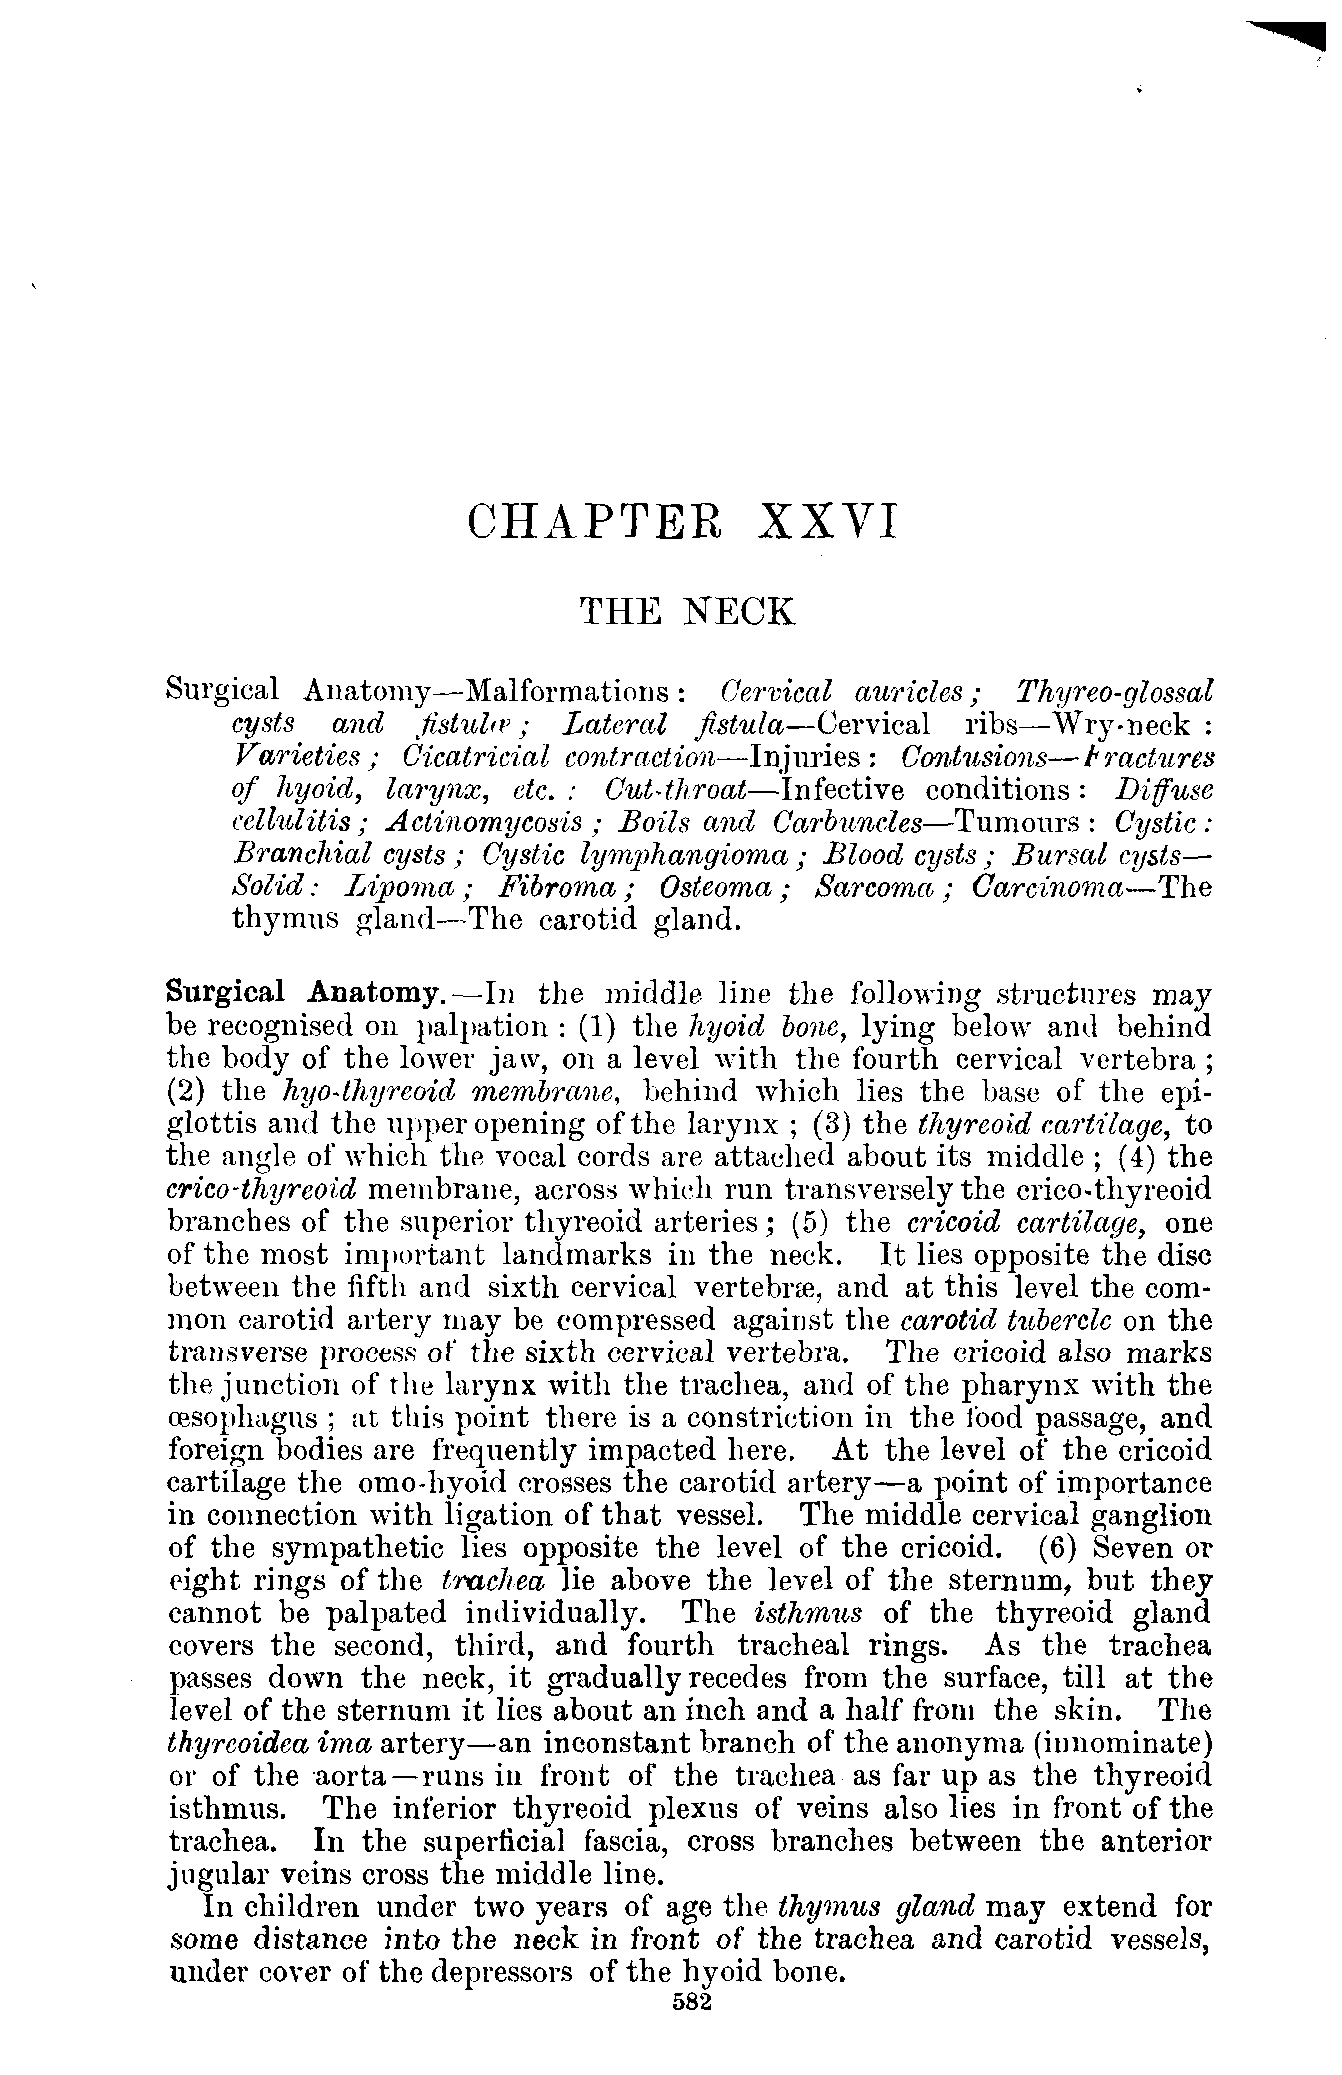 CHAPTER XXVI
THE NECK
Surgical Anatomy—Malformations: Cervical auricles; Thyreo-glossal
cysts and fistulæ; Lateral fistula—Cervical ribs—Wry-neck:
Varieties; Cicatricial contraction—Injuries: Contusions—Fractures
of hyoid, larynx, etc.: Cut-throat—Infective conditions: Diffuse
cellulitis; Actinomycosis; Boils and Carbuncles—Tumours: Cystic:
Branchial cysts; Cystic lymphangioma; Blood cysts; Bursal cysts—
Solid: Lipoma; Fibroma; Osteoma; Sarcoma; Carcinoma—The
thymus gland—The carotid gland.
Surgical Anatomy.—In the middle line the following structures may
be recognised on palpation: (1) the hyoid bone, lying below and behind
the body of the lower jaw, on a level with the fourth cervical vertebra;
(2) the hyo-thyreoid membrane, behind which lies the base of the epi-
glottis and the upper opening of the larynx; (3) the thyreoid cartilage, to
the angle of which the vocal cords are attached about its middle; (4) the
crico-thyreoid membrane, across which run transversely the crico-thyreoid
branches of the superior thyreoid arteries; (5) the cricoid cartilage, one
of the most important landmarks in the neck. It lies opposite the disc
between the fifth and sixth cervical vertebræ, and at this level the com-
mon carotid artery may be compressed against the carotid tubercle on the
transverse process of the sixth cervical vertebra. The cricoid also marks
the junction of the larynx with the trachea, and of the pharynx with the
œsophagus; at this point there is a constriction in the food passage, and
foreign bodies are frequently impacted here. At the level of the cricoid
cartilage the omo-hyoid crosses the carotid artery—a point of importance
in connection with ligation of that vessel. The middle cervical ganglion
of the sympathetic lies opposite the level of the cricoid. (6) Seven or
eight rings of the trachea lie above the level of the sternum, but they
cannot be palpated individually. The isthmus of the thyreoid gland
covers the second, third, and fourth tracheal rings. As the trachea
passes down the neck, it gradually recedes from the surface, till at the
level of the sternum it lies about an inch and a half from the skin. The
thyreoidea ima artery—an inconstant branch of the anonyma (innominate)
or of the aorta—runs in front of the trachea as far up as the thyreoid
isthmus. The inferior thyreoid plexus of veins also lies in front of the
trachea. In the superficial fascia, cross branches between the anterior
jugular veins cross the middle line.
In children under two years of age the thymus gland may extend for
some distance into the neck in front of the trachea and carotid vessels,
under cover of the depressors of the hyoid bone.
582